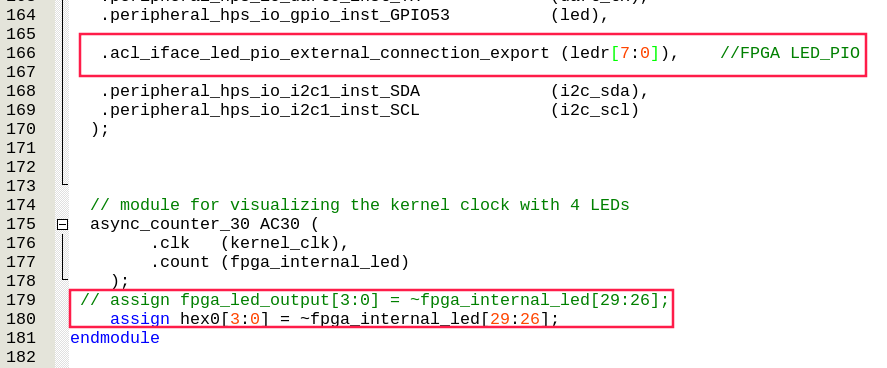 164 .peripheral_hps_io_gpio_inst_GPIO53 (led),
165
166 .acl_iface_led_pio_external_connection_export (ledr[7:0]), //FPGA LED_PIO
167
168 .peripheral_hps_io_i2c1_inst_SDA (i2c_sda),
169 .peripheral_hps_io_i2c1_inst_SCL (i2c_scl)
170 );
171
172
173
174 // module for visualizing the kernel clock with 4 LEDs
175 async_counter_30 AC30 (
176 .clk (kernel_clk),
177 .count (fpga_internal_led)
178 );
179 // assign fpga_led_output[3:0] = ~fpga_internal_led[29:26];
180 assign hex0[3:0] = ~fpga_internal_led[29:26];
181 endmodule
182